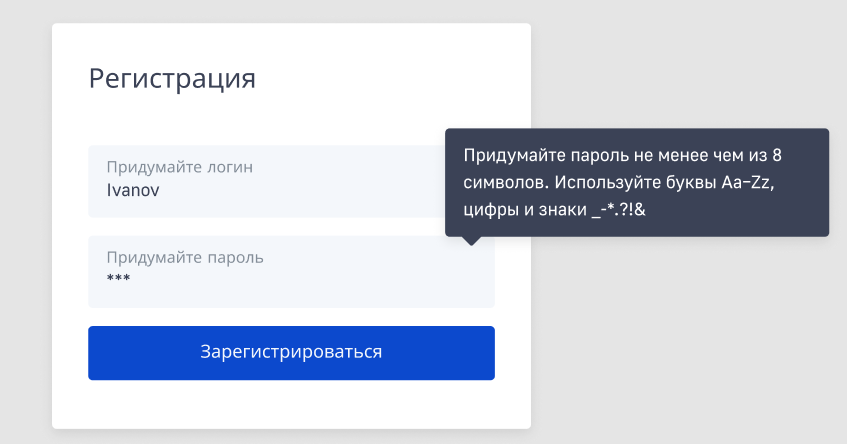 Регистрация
Придумайте логин
Ivanov
Придумайте пароль не менее чем из 8
символов. Используйте буквы Aa–Zz,
цифры и знаки _-*.?!&
Придумайте пароль
***
Зарегистрироваться